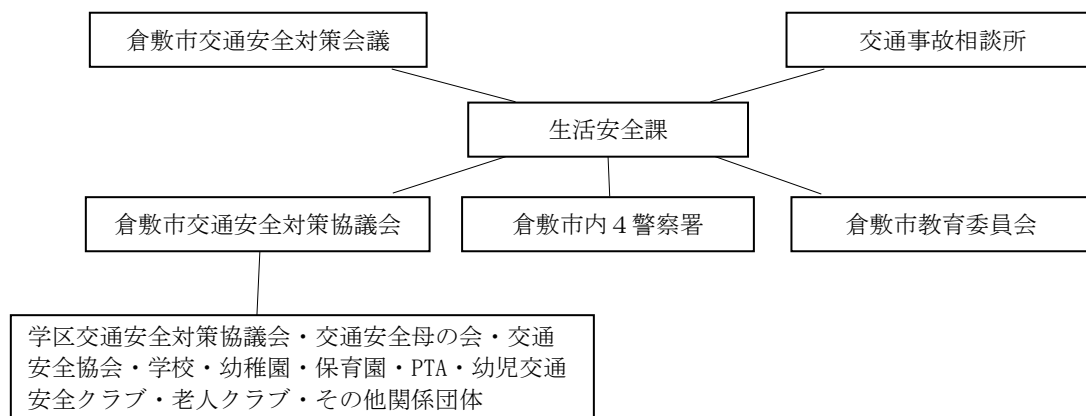 倉敷市交通安全対策会議
交通事故相談所
生活安全課
倉敷市交通安全対策協議会
倉敷市内４警察署
倉敷市教育委員会
学区交通安全対策協議会・交通安全母の会・交通
安全協会・学校・幼稚園・保育園・PTA・幼児交通
安全クラブ・老人クラブ・その他関係団体